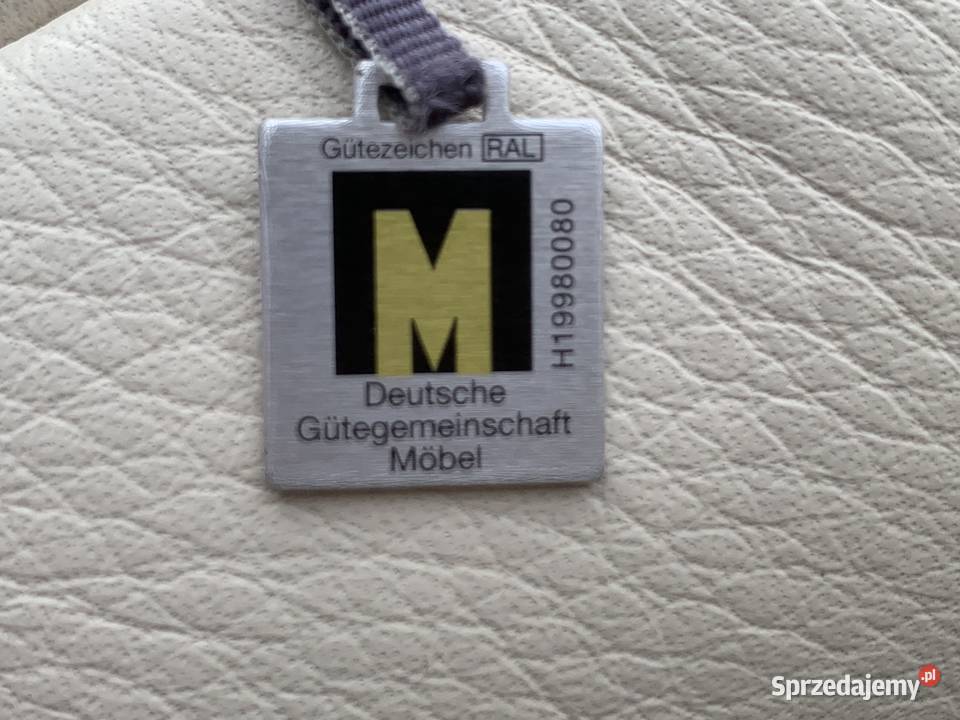 Gütezeichen RAL
M
H19980080
Deutsche
Gütegemeinschaft
Möbel
Sprzedajemy.pl